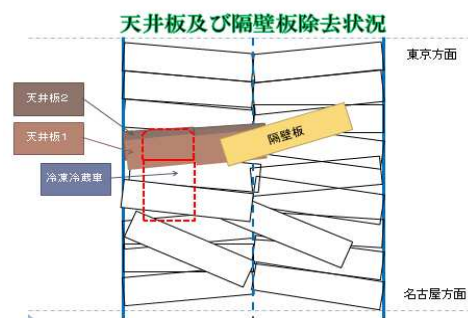 天井板及び隔壁板除去状況
東京方面
天井板2
天井板1
隔壁板
冷凍冷蔵車
名古屋方面